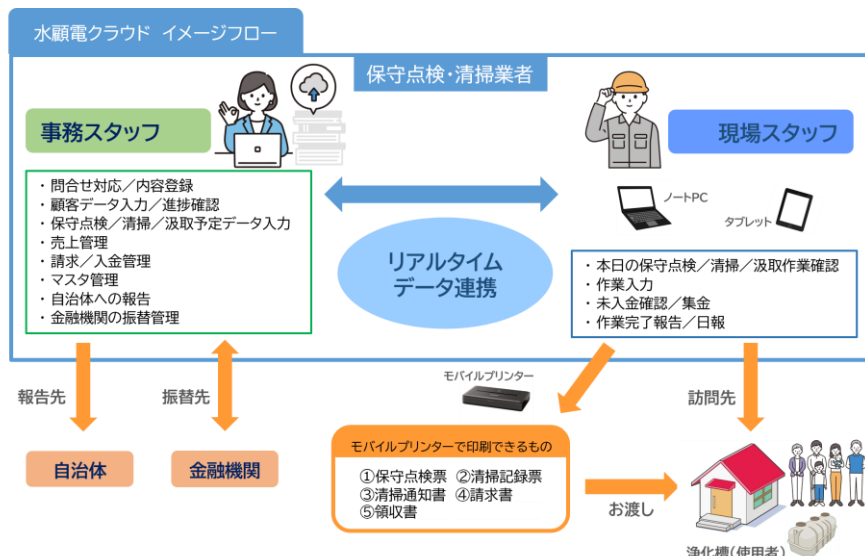 水顧電クラウド イメージフロー
保守点検・清掃業者
事務スタッフ
現場スタッフ
・問合せ対応／内容登録
・顧客データ入力／進捗確認
・保守点検／清掃／汲取予定データ入力
・売上管理
・請求／入金管理
・マスタ管理
・自治体への報告
・金融機関の振替管理
リアルタイム
データ連携
ノートPC
タブレット
・本日の保守点検／清掃／汲取作業確認
・作業入力
・未入金確認／集金
・作業完了報告／日報
報告先
振替先
自治体
金融機関
モバイルプリンター
訪問先
モバイルプリンターで印刷できるもの
①保守点検票 ②清掃記録票
③清掃通知書 ④請求書
⑤領収書
お渡し
浄化槽(使用者)